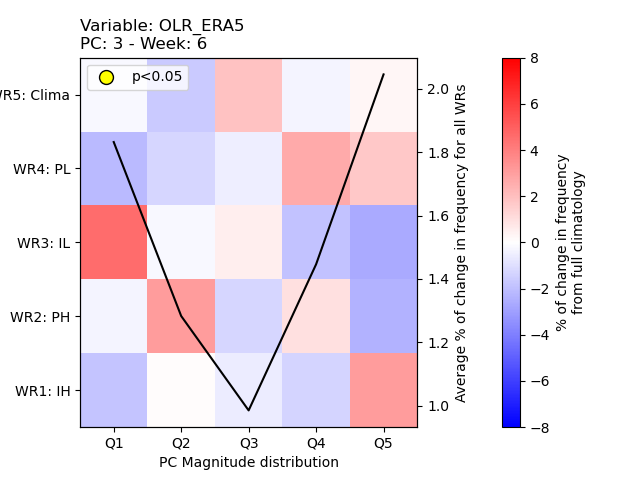 Variable: OLR_ERA5
PC: 3 - Week: 6
p<0.05
WR5: Clima
WR4: PL
WR3: IL
WR2: PH
WR1: IH
Q1 Q2 Q3 Q4 Q5
PC Magnitude distribution
2.0
1.8
1.6
1.4
1.2
1.0
Average % of change in frequency for all WRs
8
6
4
2
0
−2
−4
−6
−8
% of change in frequency
from full climatology